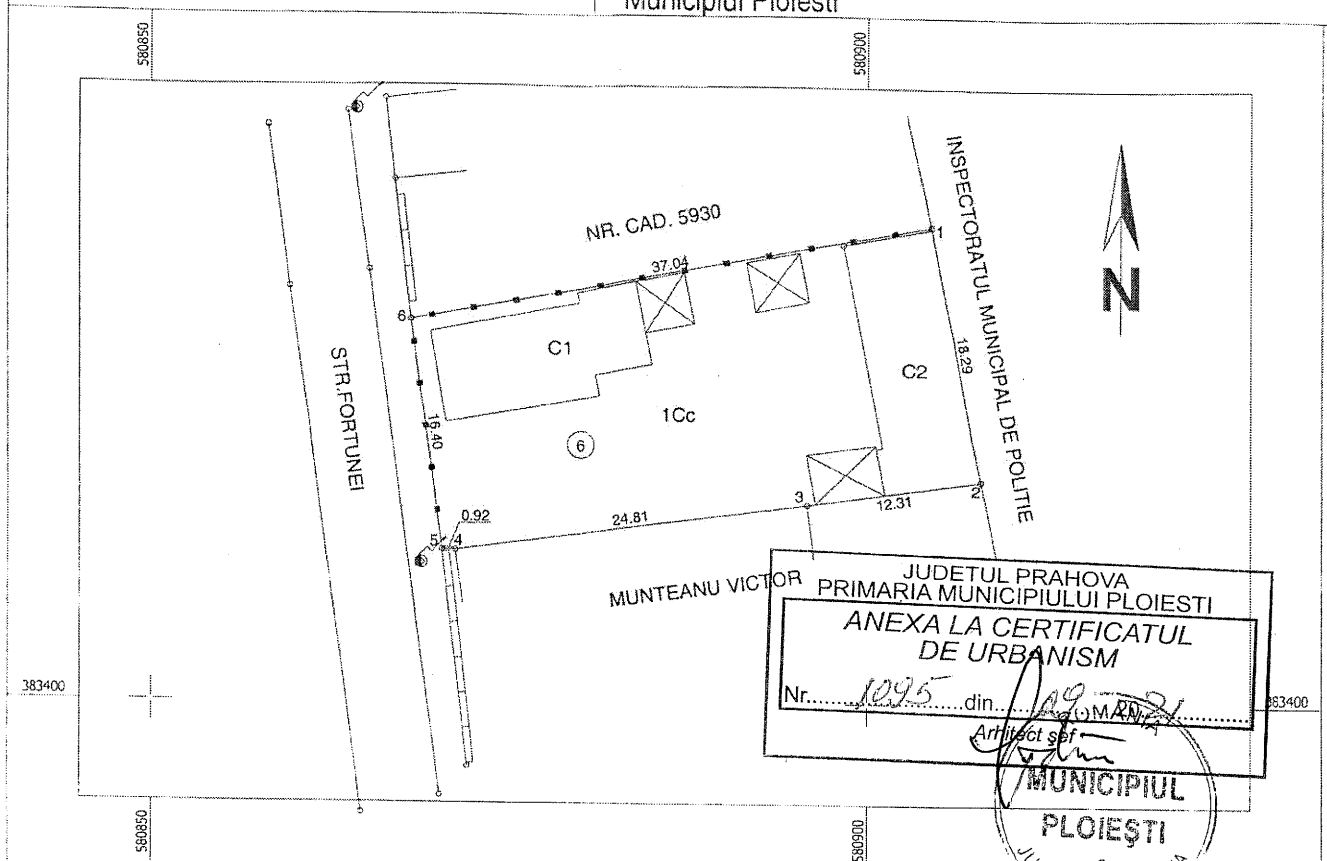 Municipiul Ploiesti
580850
580900
NR. CAD. 5930
INSPECTORATUL MUNICIPAL DE POLITIE
1
37.04
6
N
C1
STR.FORTUNEI
18.29
C2
16.40
1Cc
6
3
12.31
2
0.92
24.81
5
4
MUNTEANU VICTOR
JUDETUL PRAHOVA
PRIMARIA MUNICIPIULUI PLOIESTI
ANEXA LA CERTIFICATUL
DE URBANISM
383400
Nr. 1095 din
383400
Arhitect şef
MUNICIPIUL
PLOIEŞTI
580850
580900